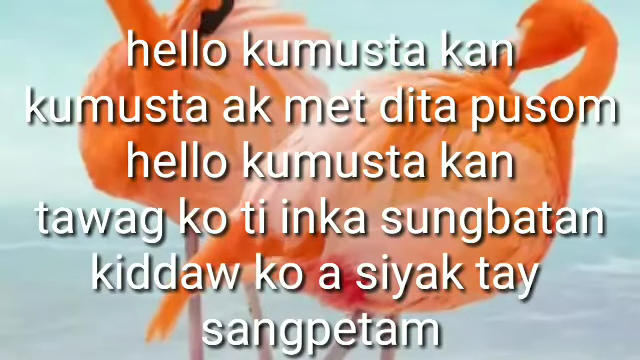 hello kumusta kan
kumusta ak met dita pusom
hello kumusta kan
tawag ko ti inka sungbatan
kiddaw ko a siyak tay
sangpetam